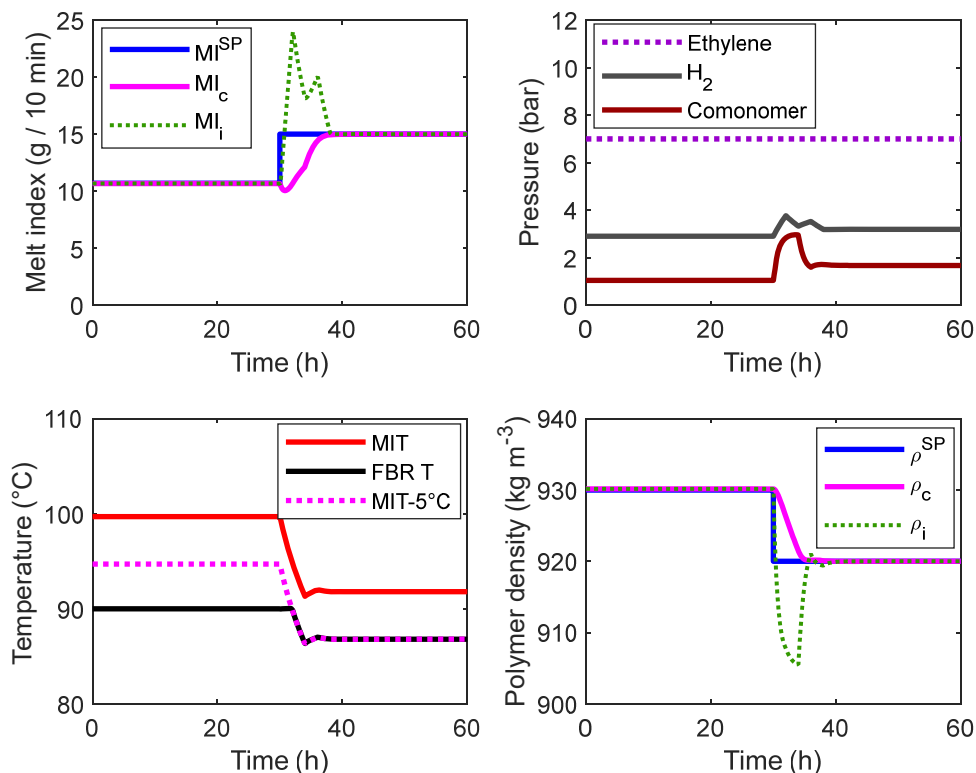 25
20
15
10
5
0
0
20
40
60
Melt index (g / 10 min)
Time (h)
MI^SP
MI_c
MI_i
12
10
8
6
4
2
0
0
20
40
60
Pressure (bar)
Time (h)
Ethylene
H_2
Comonomer
110
100
90
80
0
20
40
60
Temperature (°C)
Time (h)
MIT
FBR T
MIT-5°C
930
920
910
900
0
20
40
60
Polymer density (kg m^-3)
Time (h)
ρ^SP
ρ_c
ρ_i